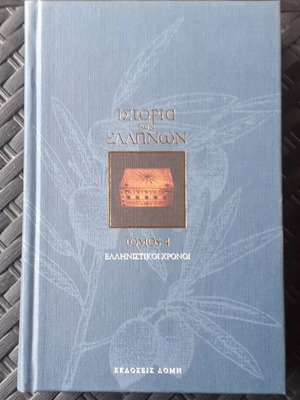 ΙΣΤΟΡΙΑ
των
ΕΛΛΗΝΩΝ
ΤΟΜΟΣ 4
ΕΛΛΗΝΙΣΤΙΚΟΙ ΧΡΟΝΟΙ
ΕΚΔΟΣΕΙΣ ΔΟΜΗ